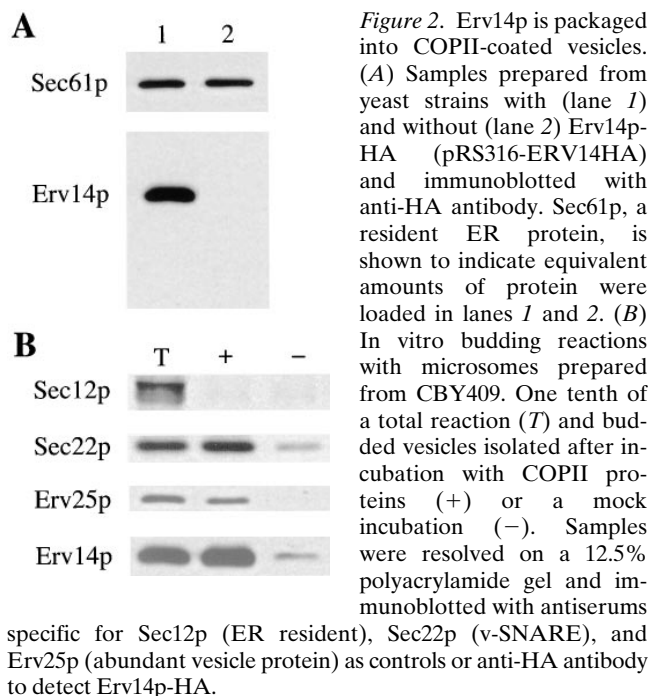 A
1 2
Sec61p
Erv14p
B
T + −
Sec12p
Sec22p
Erv25p
Erv14p
Figure 2. Erv14p is packaged
into COPII-coated vesicles.
(A) Samples prepared from
yeast strains with (lane 1)
and without (lane 2) Erv14p-
HA (pRS316-ERV14HA)
and immunoblotted with
anti-HA antibody. Sec61p, a
resident ER protein, is
shown to indicate equivalent
amounts of protein were
loaded in lanes 1 and 2. (B)
In vitro budding reactions
with microsomes prepared
from CBY409. One tenth of
a total reaction (T) and bud-
ded vesicles isolated after in-
cubation with COPII pro-
teins (+) or a mock
incubation (−). Samples
were resolved on a 12.5%
polyacrylamide gel and im-
munoblotted with antiserums
specific for Sec12p (ER resident), Sec22p (v-SNARE), and
Erv25p (abundant vesicle protein) as controls or anti-HA antibody
to detect Erv14p-HA.